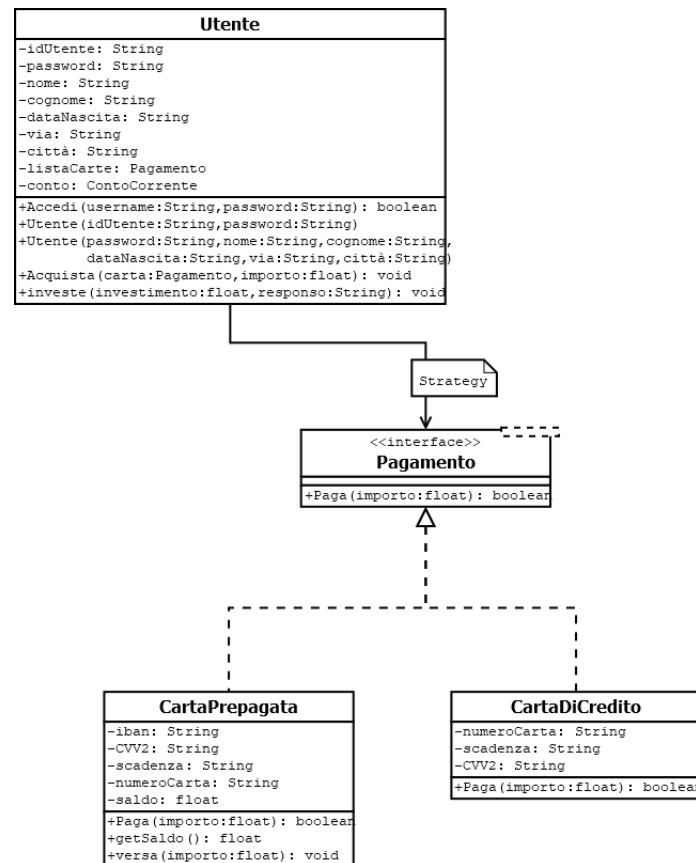 Utente
-idUtente: String
-password: String
-nome: String
-cognome: String
-dataNascita: String
-via: String
-città: String
-listaCarte: Pagamento
-conto: ContoCorrente
+Accedi(username:String,password:String): boolean
+Utente(idUtente:String,password:String)
+Utente(password:String,nome:String,cognome:String,
dataNascita:String,via:String,città:String)
+Acquista(carta:Pagamento,importo:float): void
+investe(investimento:float,responso:String): void
Strategy
<<interface>>
Pagamento
+Paga(importo:float): boolean
CartaPrepagata
-iban: String
-CVV2: String
-scadenza: String
-numeroCarta: String
-saldo: float
+Paga(importo:float): boolean
+getSaldo(): float
+versa(importo:float): void
CartaDiCredito
-numeroCarta: String
-scadenza: String
-CVV2: String
+Paga(importo:float): boolean